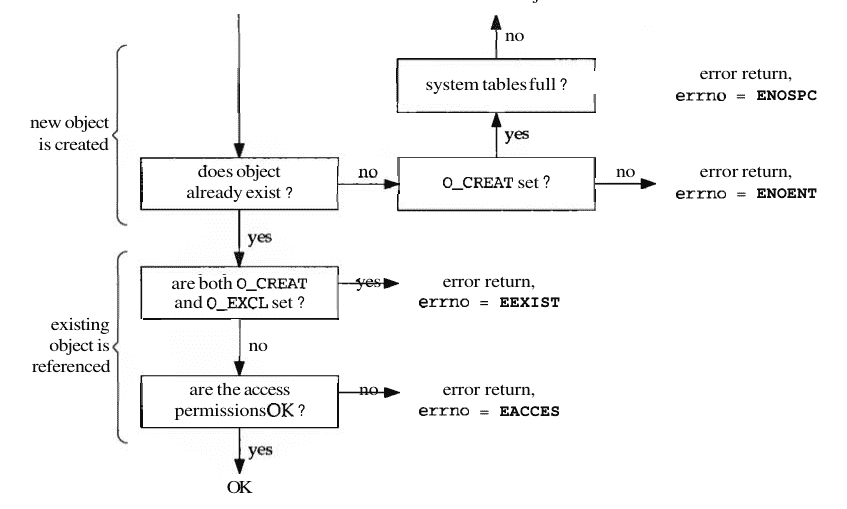 no
system tables full ?
error return,
errno = ENOSPC
new object
is created
yes
does object
already exist ?
no
O_CREAT set ?
no
error return,
errno = ENOENT
yes
are both O_CREAT
and O_EXCL set ?
yes
error return,
errno = EEXIST
existing
object is
referenced
no
are the access
permissions OK ?
no
error return,
errno = EACCES
yes
OK